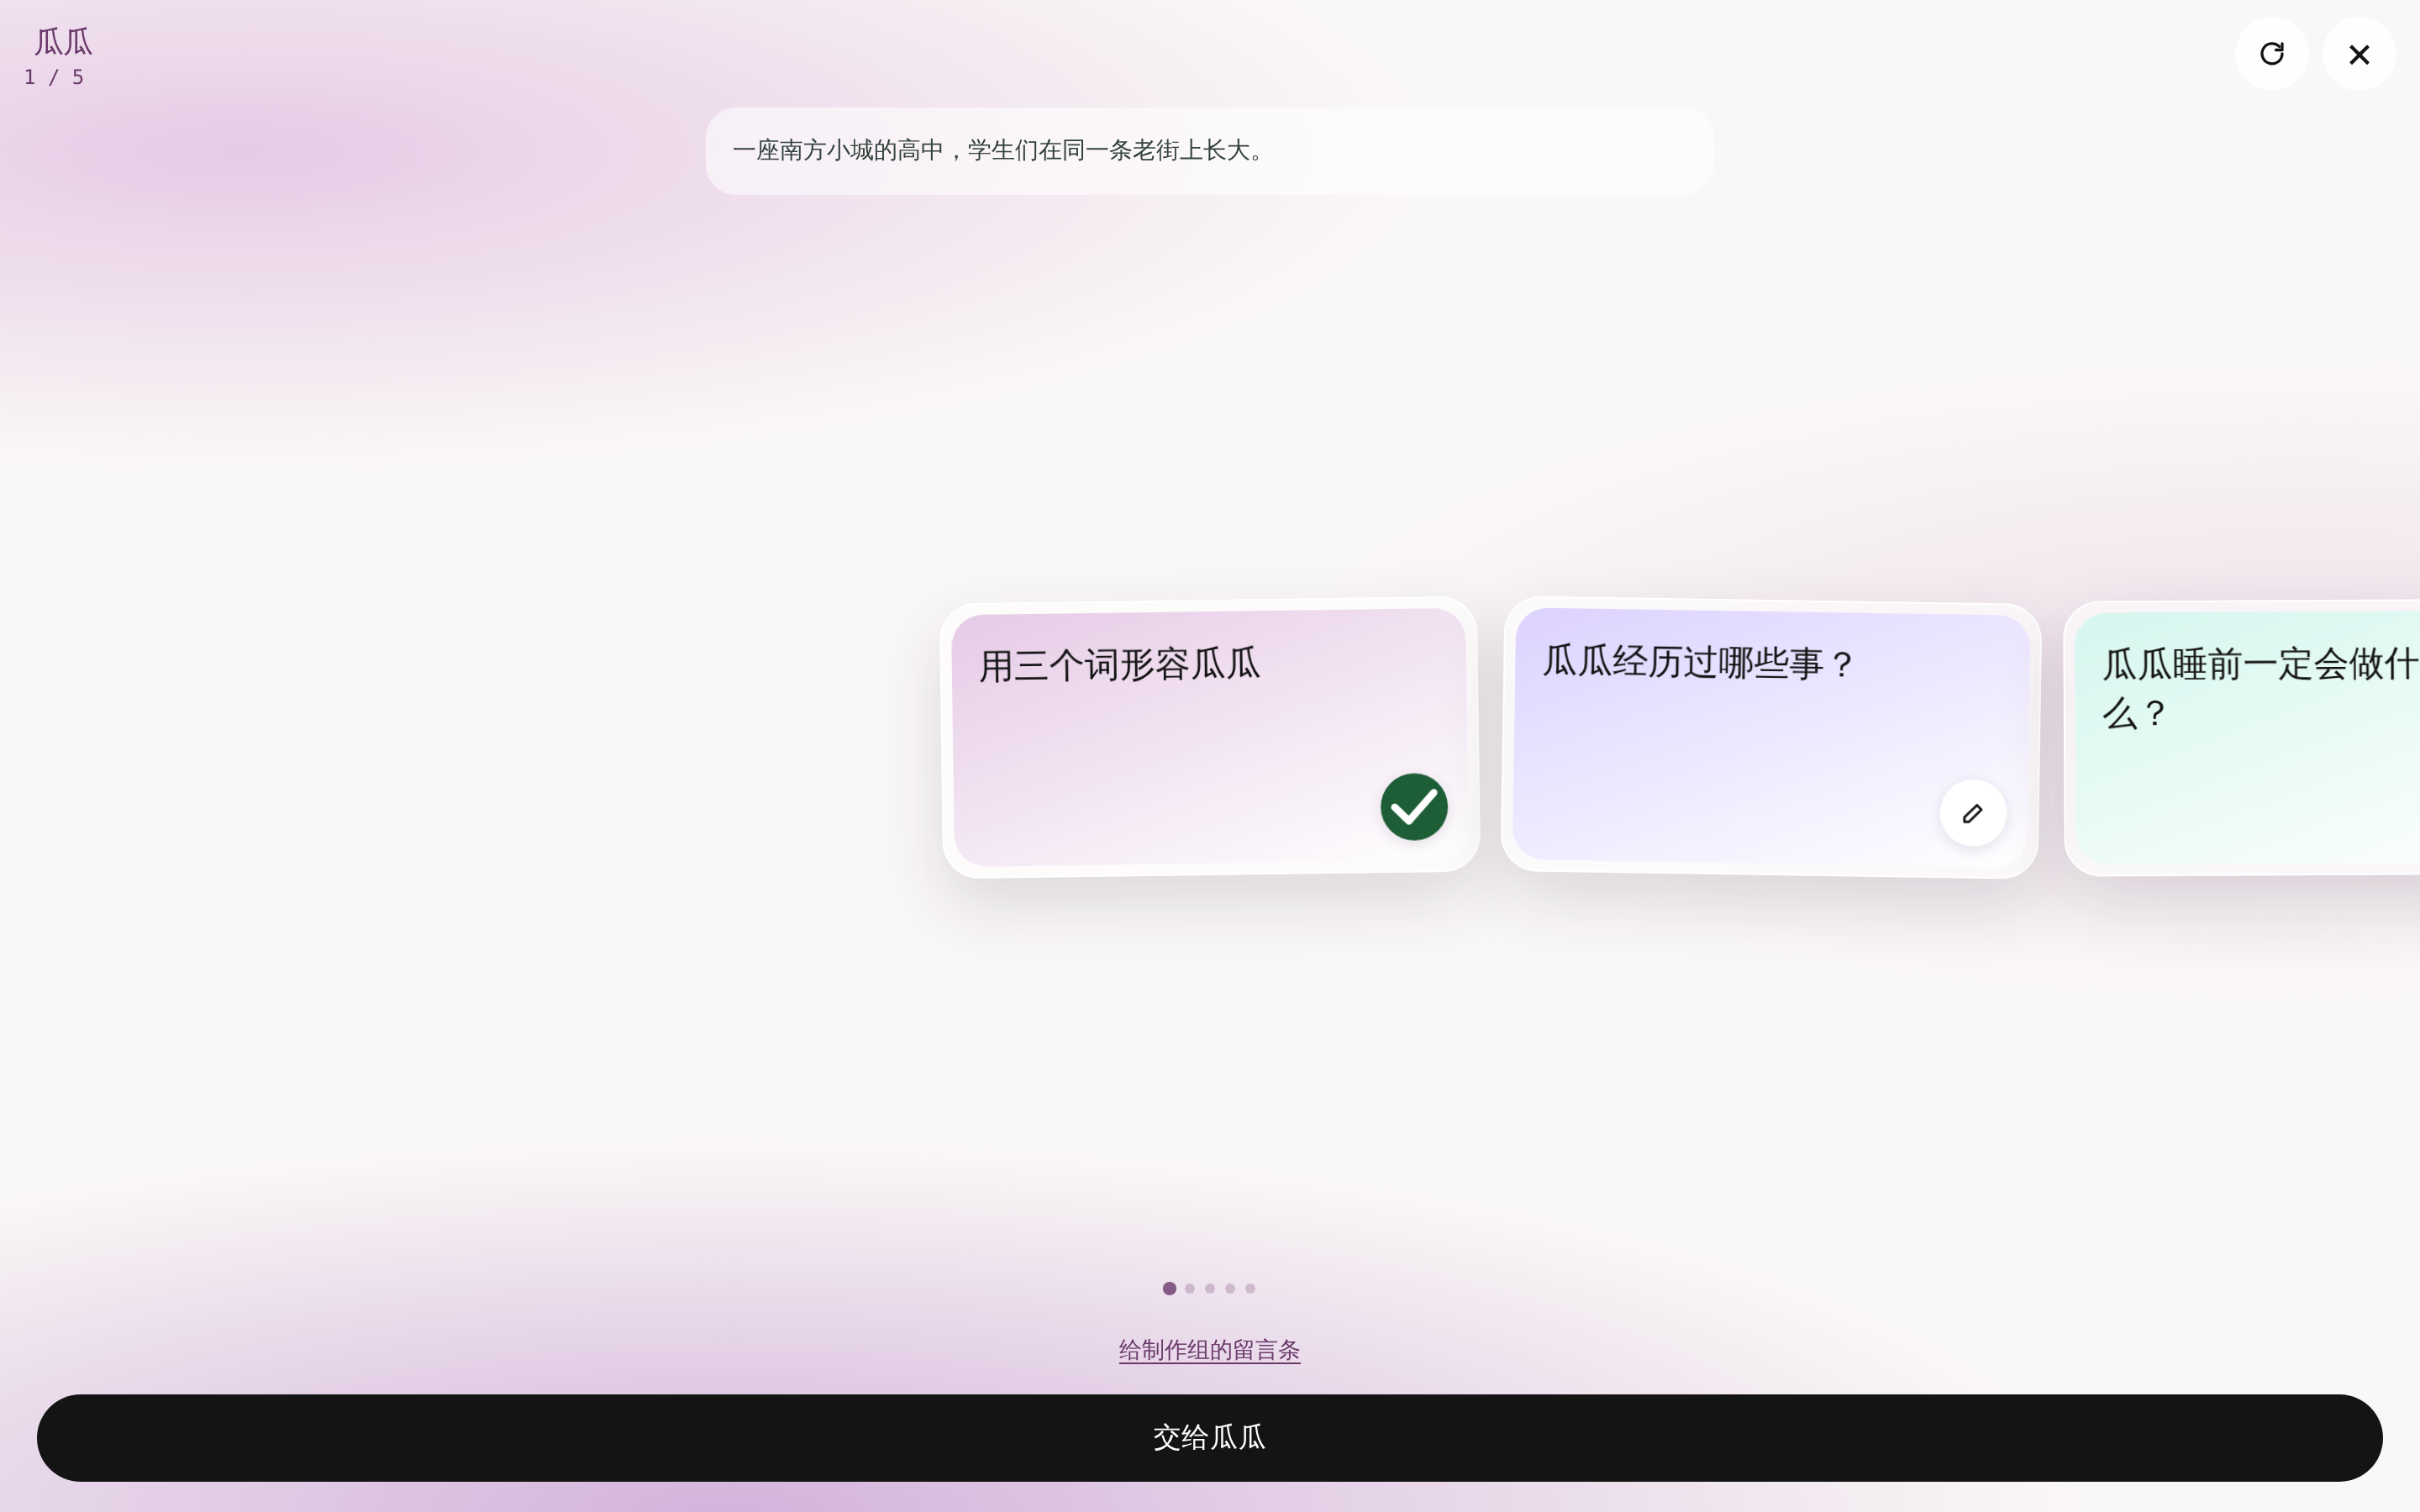 瓜瓜
1 / 5
一座南方小城的高中，学生们在同一条老街上长大。
用三个词形容瓜瓜
瓜瓜经历过哪些事？
瓜瓜睡前一定会做什
么？
给制作组的留言条
交给瓜瓜